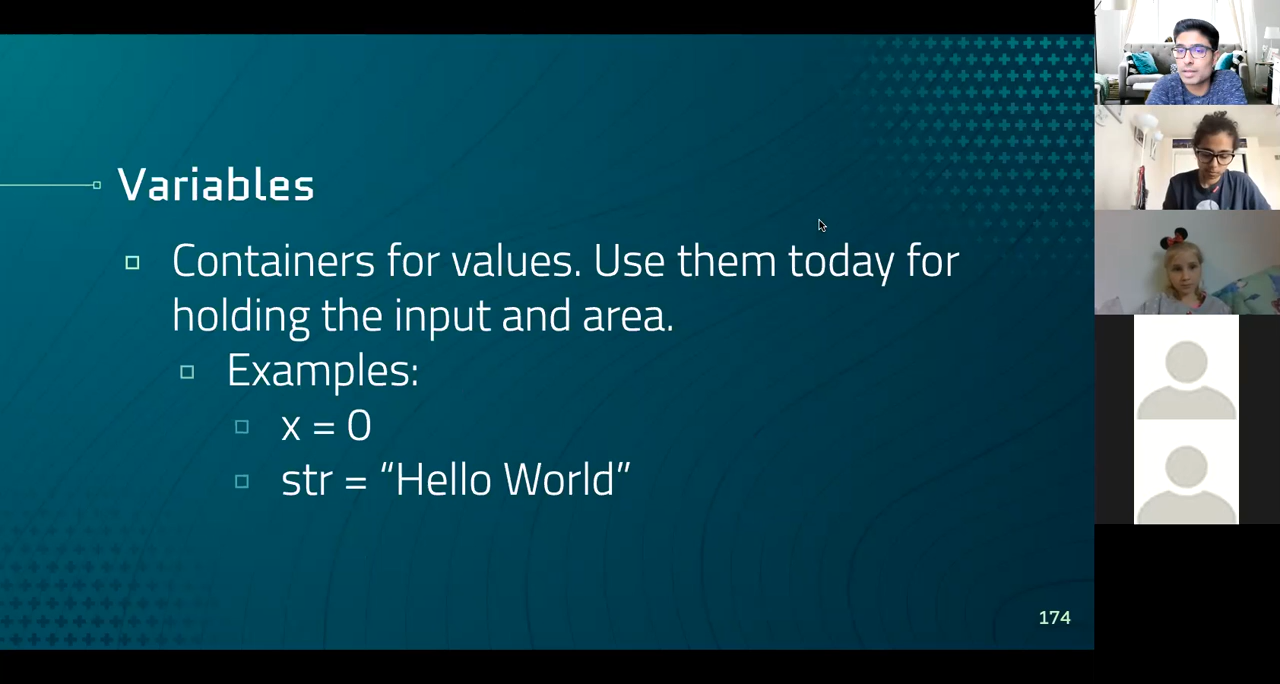 Variables
Containers for values. Use them today for
holding the input and area.
Examples:
x = 0
str = “Hello World”
174